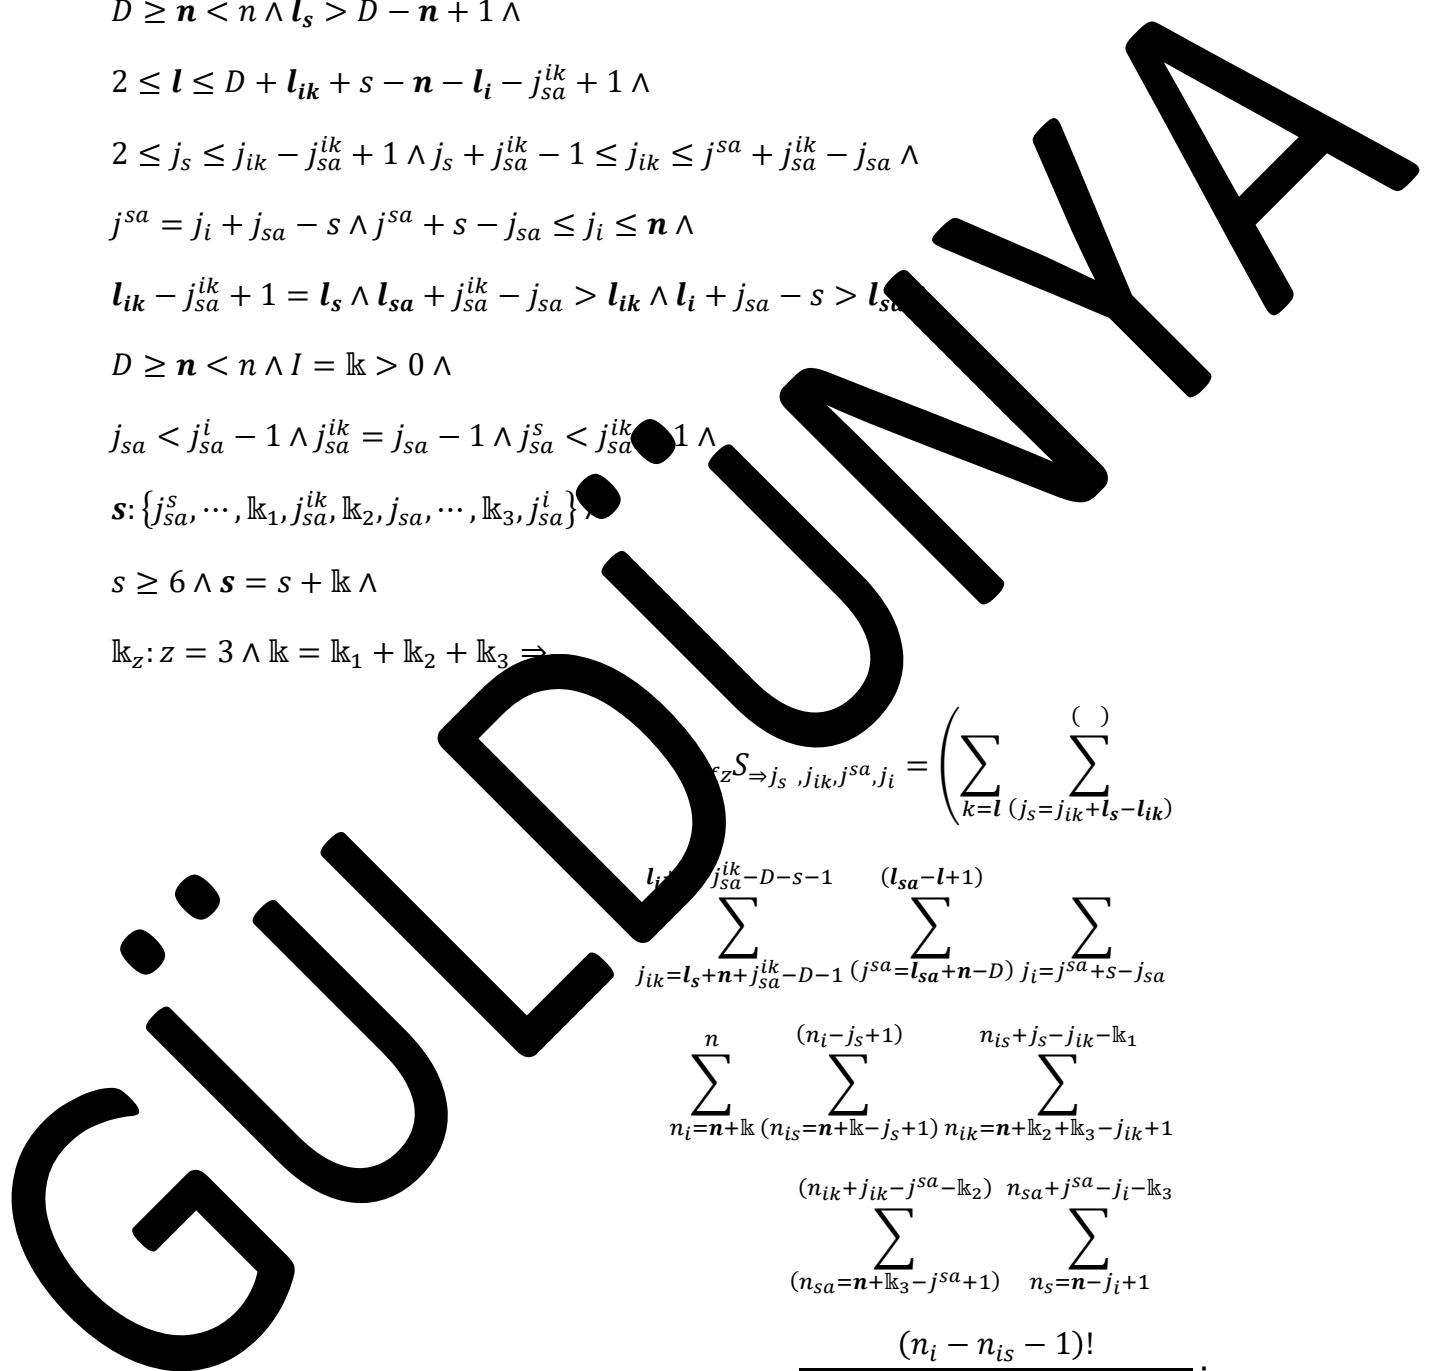 D ≥ 𝒏 < n ∧ 𝒍_𝒔 > D − 𝒏 + 1 ∧
2 ≤ 𝒍 ≤ D + 𝒍_𝒊𝒌 + s − 𝒏 − 𝒍_𝒊 − j_sa^ik + 1 ∧
2 ≤ j_s ≤ j_ik − j_sa^ik + 1 ∧ j_s + j_sa^ik − 1 ≤ j_ik ≤ j^sa + j_sa^ik − j_sa ∧
j^sa = j_i + j_sa − s ∧ j^sa + s − j_sa ≤ j_i ≤ 𝒏 ∧
𝒍_𝒊𝒌 − j_sa^ik + 1 = 𝒍_𝒔 ∧ 𝒍_𝒔𝒂 + j_sa^ik − j_sa > 𝒍_𝒊𝒌 ∧ 𝒍_𝒊 + j_sa − s > 𝒍_𝒔𝒂
D ≥ 𝒏 < n ∧ I = 𝕜 > 0 ∧
j_sa < j_sa^i − 1 ∧ j_sa^ik = j_sa − 1 ∧ j_sa^s < j_sa^ik 1 ∧
𝒔: {j_sa^s, ⋯ , 𝕜_1, j_sa^ik, 𝕜_2, j_sa, ⋯ , 𝕜_3, j_sa^i} ∧
s ≥ 6 ∧ 𝒔 = s + 𝕜 ∧
𝕜_z: z = 3 ∧ 𝕜 = 𝕜_1 + 𝕜_2 + 𝕜_3 ⇒
z S_⇒j_s ,j_ik,j^sa,j_i = ( ∑_{k=𝒍} ∑_{(j_s=j_ik+𝒍_𝒔−𝒍_𝒊𝒌)}^{( )}
∑_{j_ik=𝒍_𝒔+𝒏+j_sa^ik−D−1}^{𝒍_𝒊+ j_sa^ik−D−s−1} ∑_{(j^sa=𝒍_𝒔𝒂+𝒏−D)}^{(𝒍_𝒔𝒂−𝒍+1)} ∑_{j_i=j^sa+s−j_sa}
∑_{n_i=𝒏+𝕜}^{n} ∑_{(n_is=𝒏+𝕜−j_s+1)}^{(n_i−j_s+1)} ∑_{n_ik=𝒏+𝕜_2+𝕜_3−j_ik+1}^{n_is+j_s−j_ik−𝕜_1}
∑_{(n_sa=𝒏+𝕜_3−j^sa+1)}^{(n_ik+j_ik−j^sa−𝕜_2)} ∑_{n_s=𝒏−j_i+1}^{n_sa+j^sa−j_i−𝕜_3}
(n_i − n_is − 1)! ·
GÜLDÜNYA